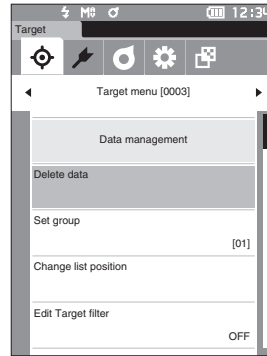 12:34
Target
Target menu [0003]
Data management
Delete data
Set group
[01]
Change list position
Edit Target filter
OFF